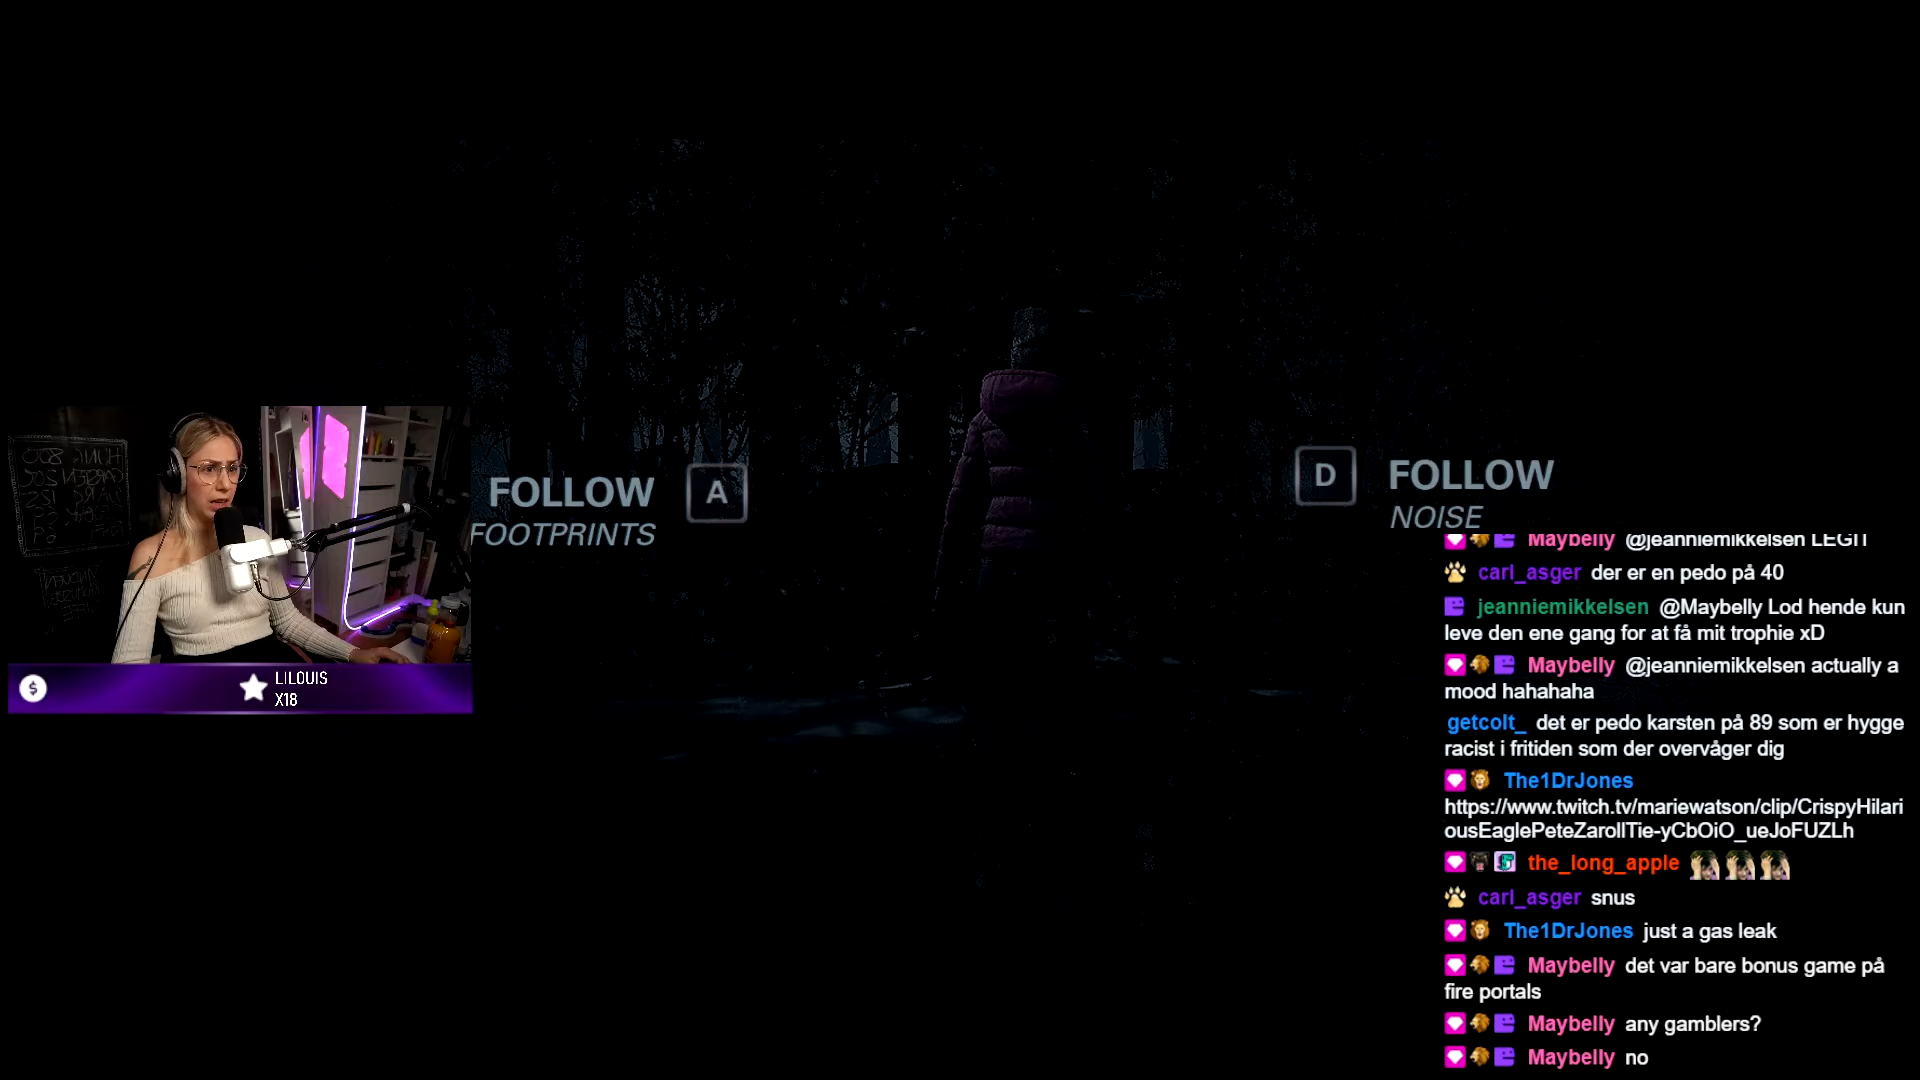 FOLLOW
FOOTPRINTS
A
D
FOLLOW
NOISE
LILOUIS
X18
Maybelly @jeanniemikkelsen LEGIT
carl_asger der er en pedo på 40
jeanniemikkelsen @Maybelly Lod hende kun
leve den ene gang for at få mit trophie xD
Maybelly @jeanniemikkelsen actually a
mood hahahaha
getcolt_ det er pedo karsten på 89 som er hygge
racist i fritiden som der overvåger dig
The1DrJones
https://www.twitch.tv/mariewatson/clip/CrispyHilari
ousEaglePeteZarollTie-yCbOiO_ueJoFUZLh
the_long_apple
carl_asger snus
The1DrJones just a gas leak
Maybelly det var bare bonus game på
fire portals
Maybelly any gamblers?
Maybelly no